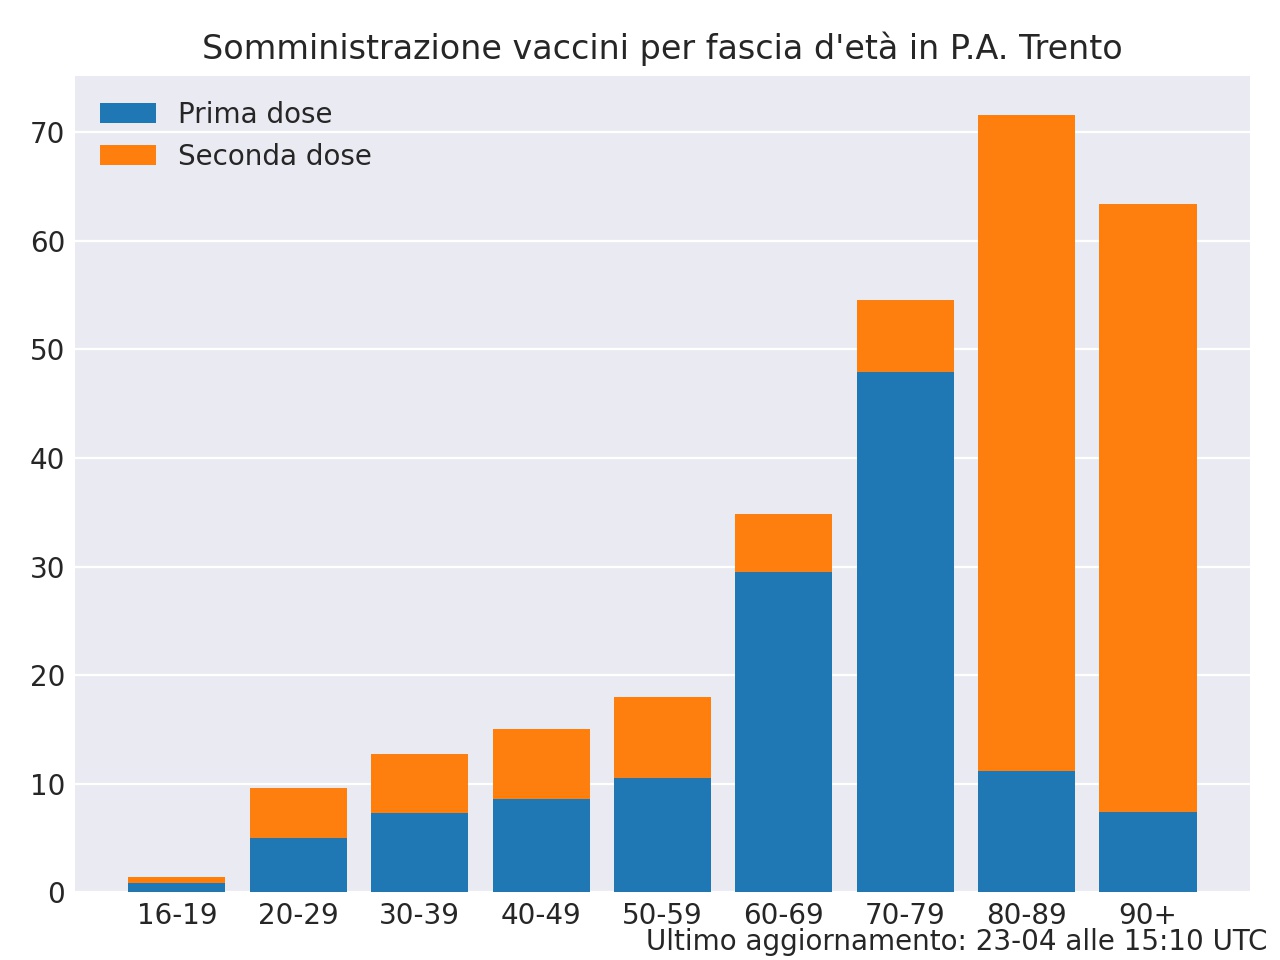 Somministrazione vaccini per fascia d'età in P.A. Trento
Prima dose
Seconda dose
70
60
50
40
30
20
10
0
16-19 20-29 30-39 40-49 50-59 60-69 70-79 80-89 90+
Ultimo aggiornamento: 23-04 alle 15:10 UTC